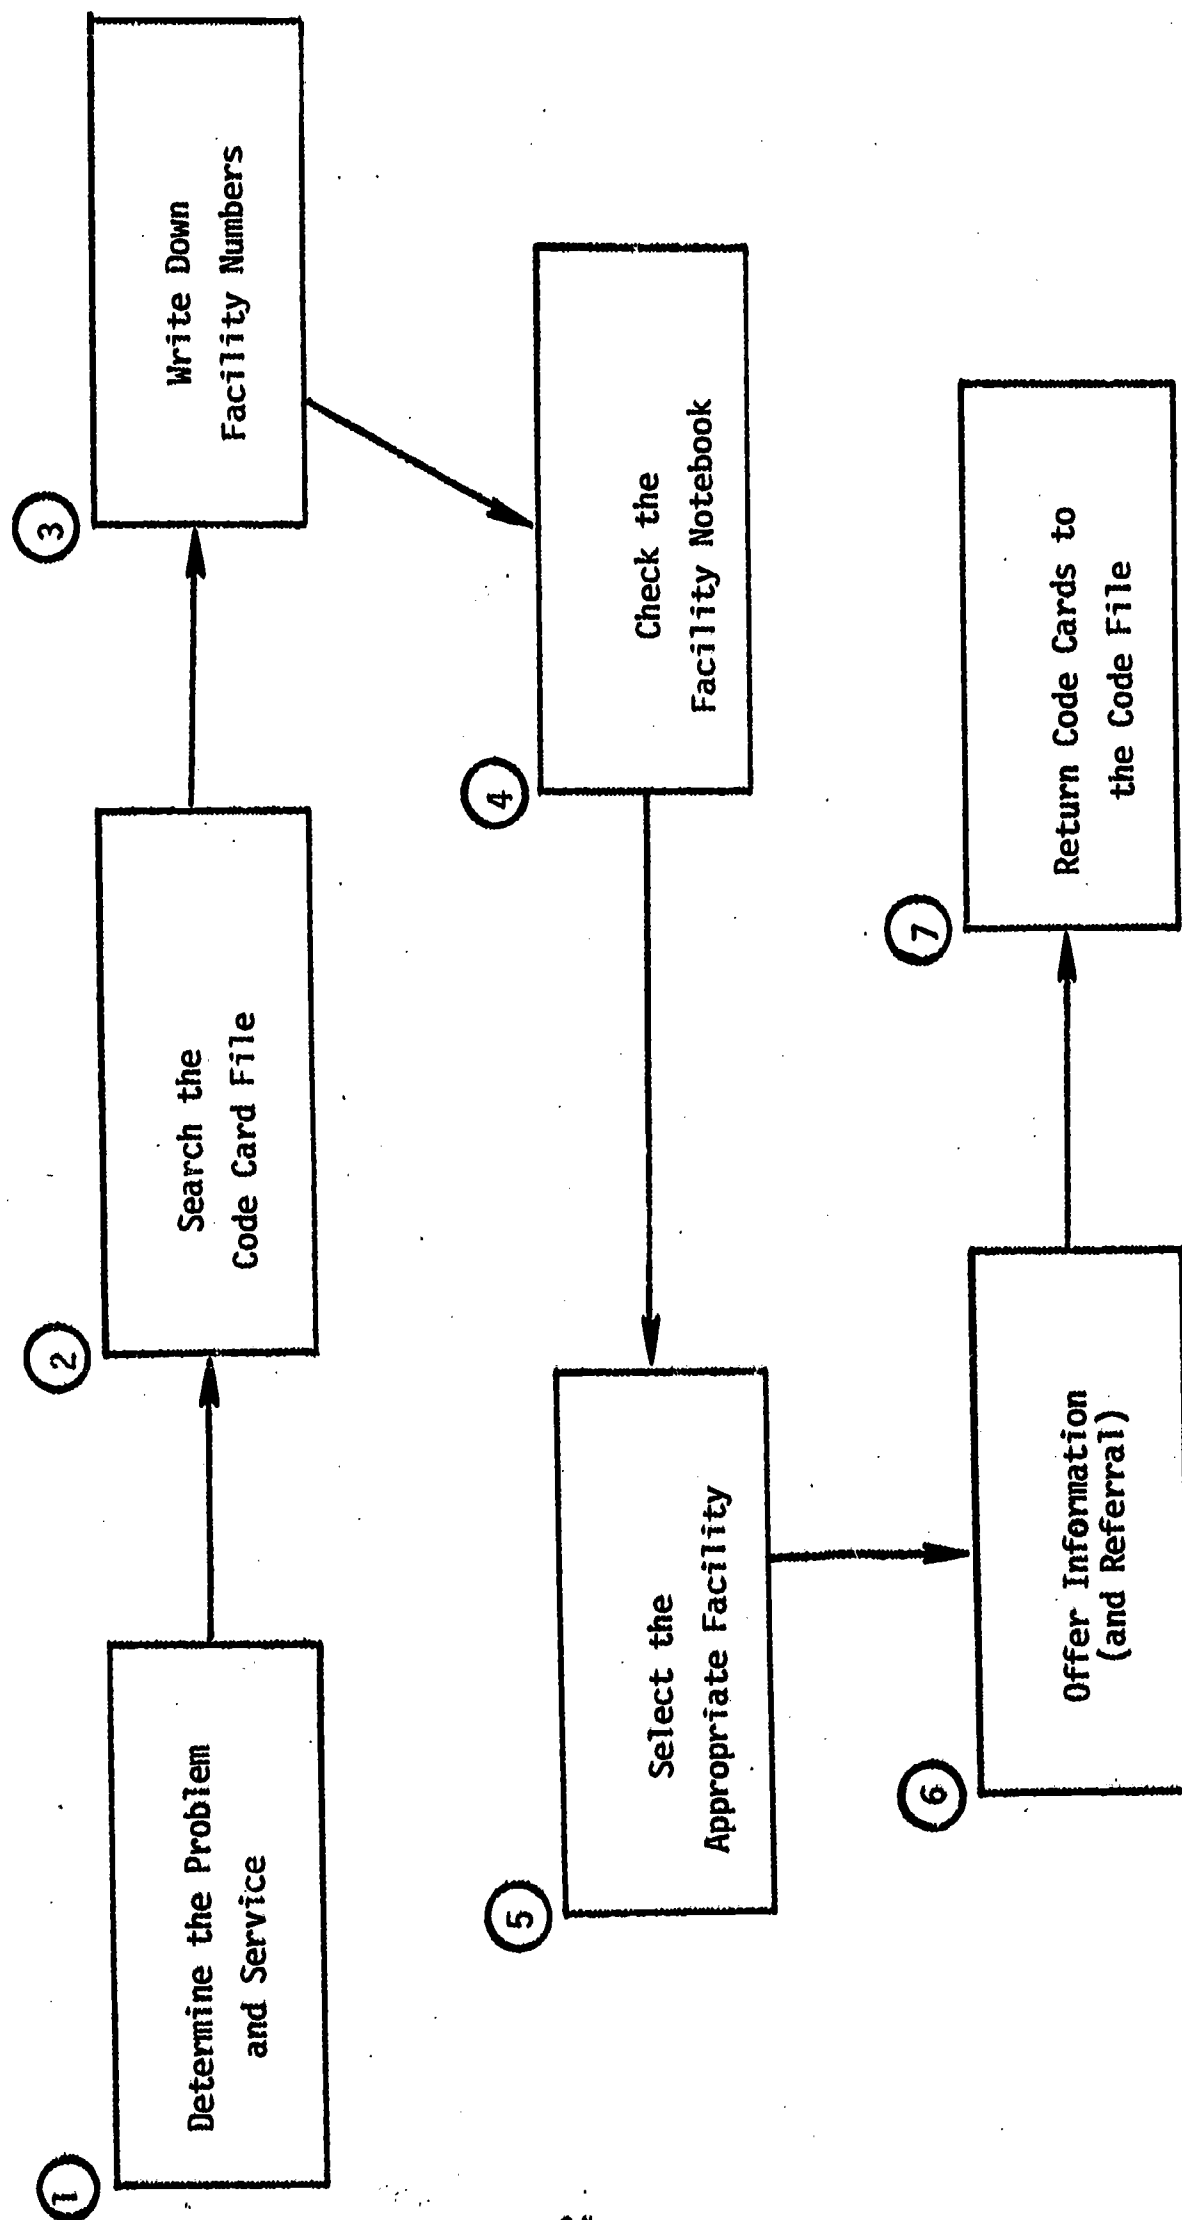 1
Determine the Problem
and Service
2
Search the
Code Card File
3
Write Down
Facility Numbers
4
Check the
Facility Notebook
5
Select the
Appropriate Facility
6
Offer Information
(and Referral)
7
Return Code Cards to
the Code File